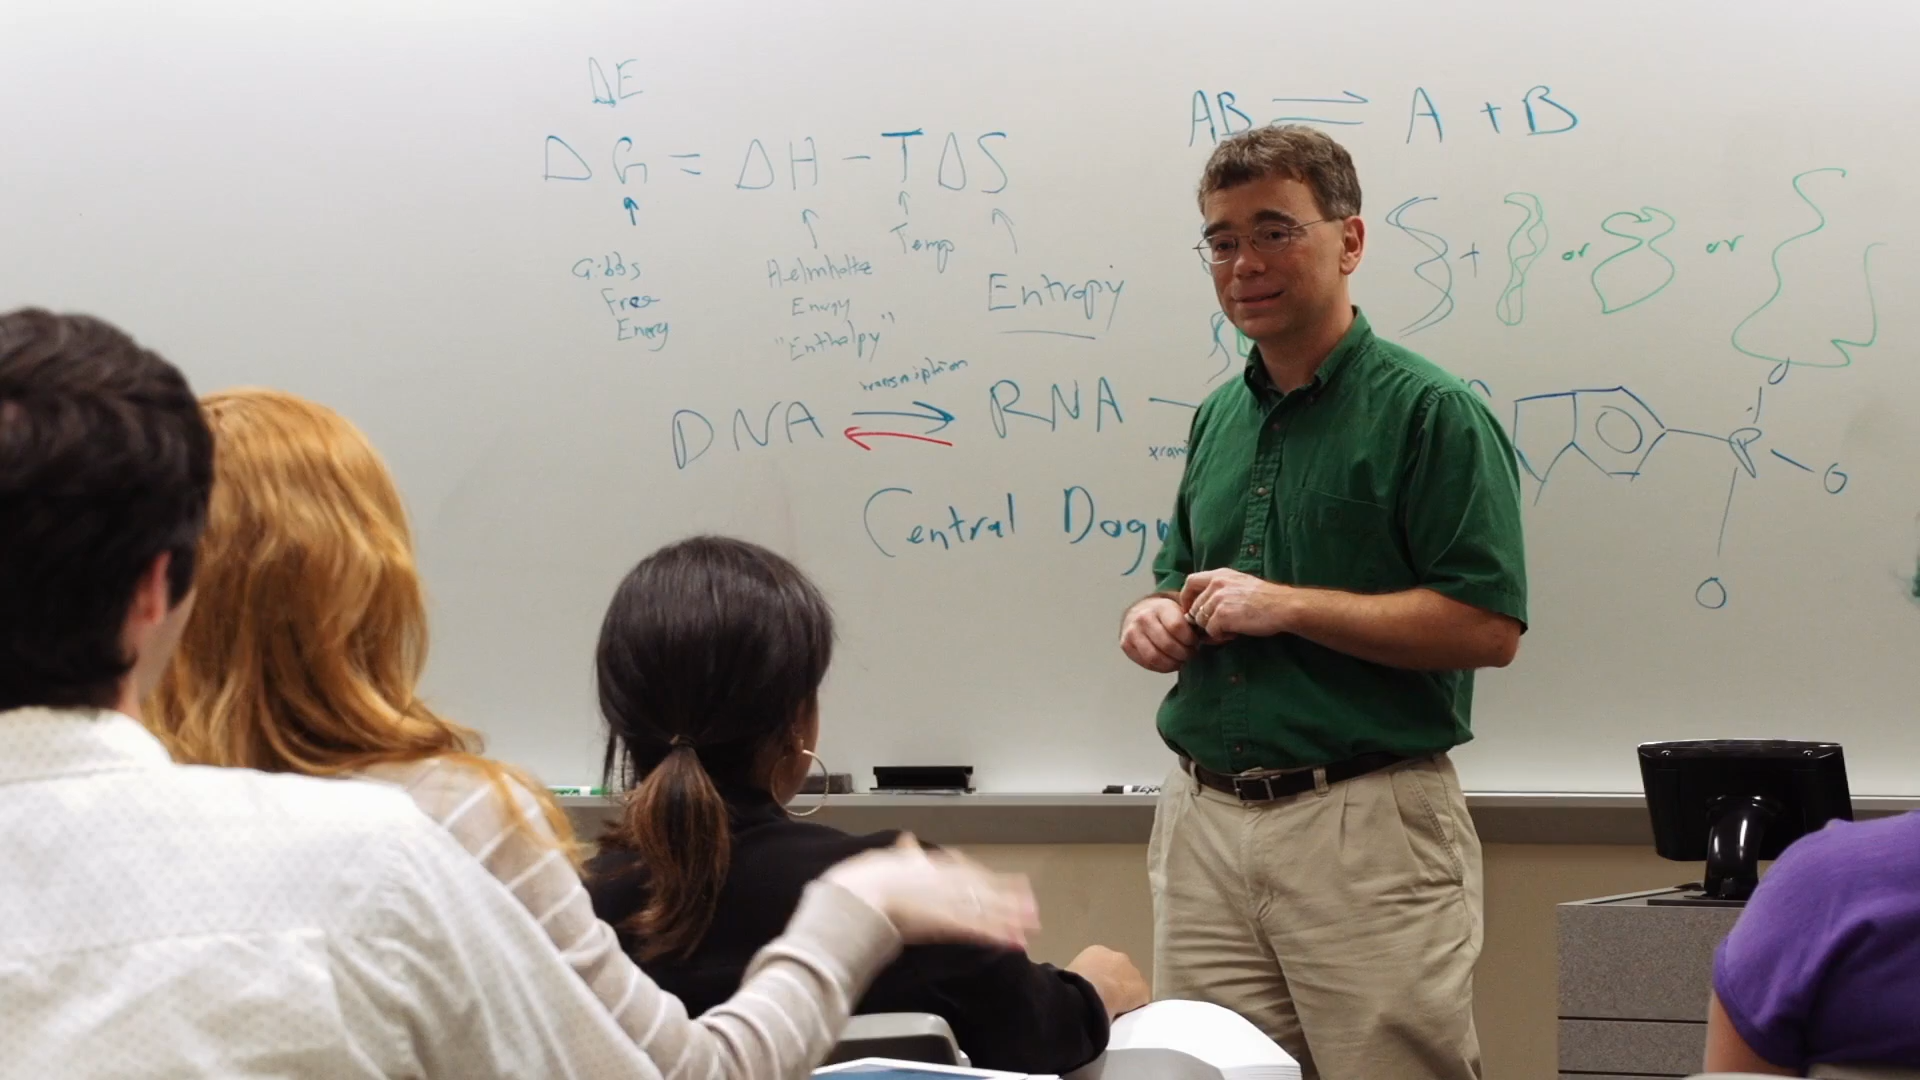 ΔE
ΔG = ΔH - TΔS
Gibbs
Free
Energy
Helmholtz
Energy
"Enthalpy"
Temp
Entropy
AB ⇌ A + B
+ or or
transcription
DNA RNA
Central Dogm
P
O
O
O